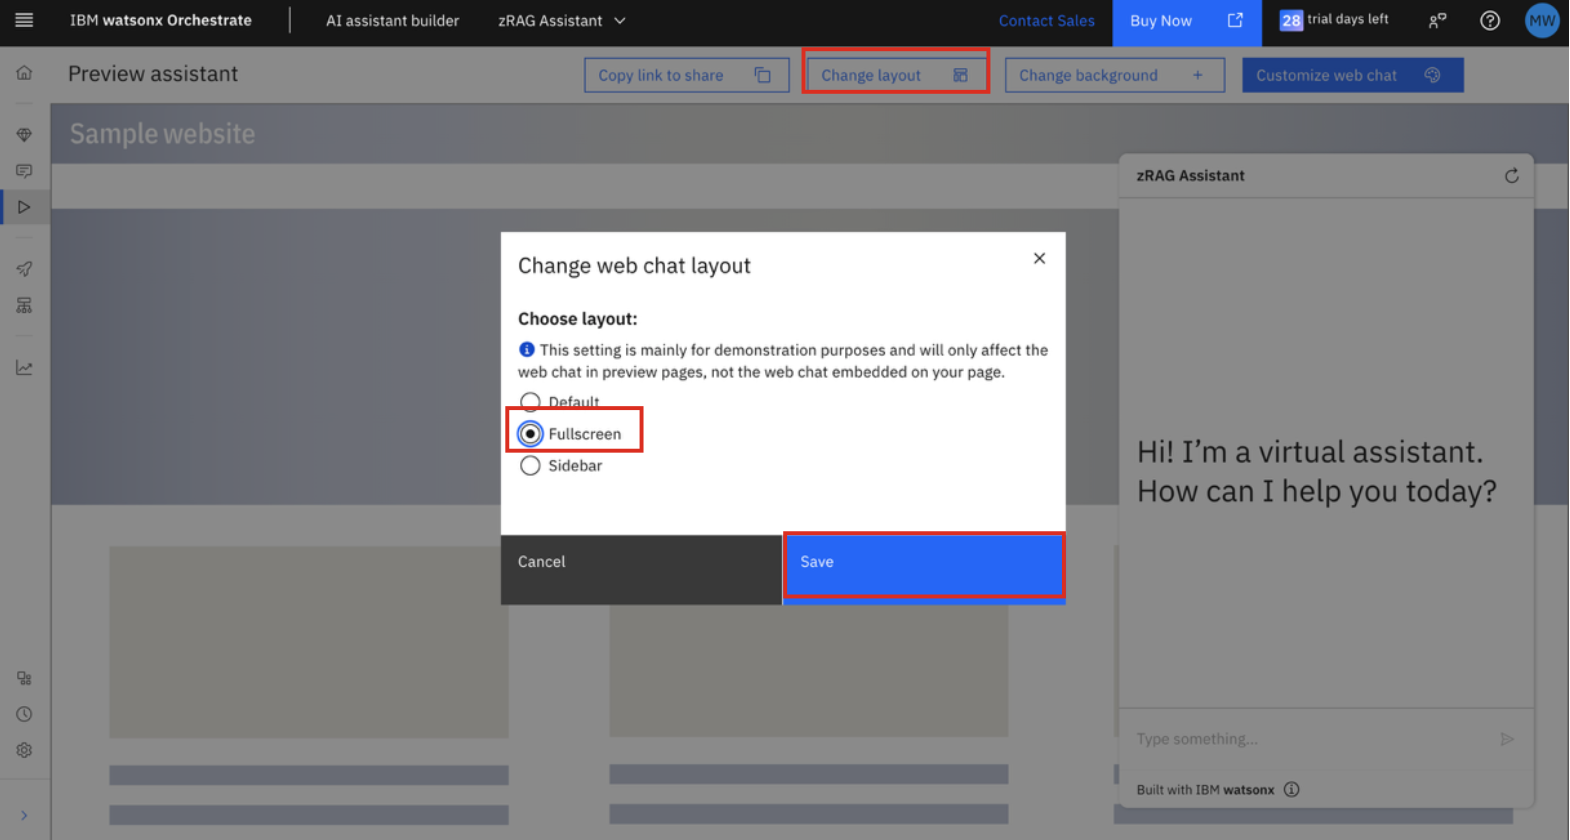 IBM watsonx Orchestrate
AI assistant builder
zRAG Assistant
Contact Sales
Buy Now
28 trial days left
MW
Preview assistant
Copy link to share
Change layout
Change background +
Customize web chat
Sample website
zRAG Assistant
Change web chat layout
Choose layout:
This setting is mainly for demonstration purposes and will only affect the
web chat in preview pages, not the web chat embedded on your page.
Default
Fullscreen
Sidebar
Cancel
Save
Hi! I’m a virtual assistant.
How can I help you today?
Type something...
Built with IBM watsonx